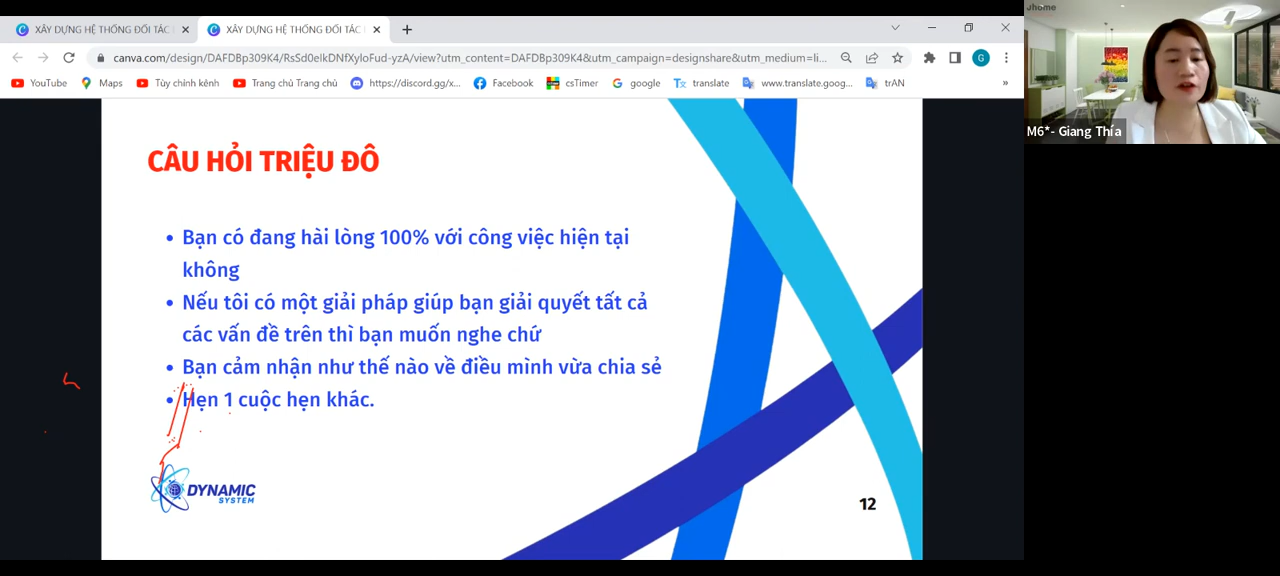 XÂY DỰNG HỆ THỐNG ĐỐI TÁC
XÂY DỰNG HỆ THỐNG ĐỐI TÁC
canva.com/design/DAFDBp309K4/RsSd0eIkDNfXyloFud-yzA/view?utm_content=DAFDBp309K4&utm_campaign=designshare&utm_medium=li...
G
YouTube
Maps
Tùy chỉnh kênh
Trang chủ Trang chủ
https://discord.gg/x...
Facebook
csTimer
google
translate
www.translate.goog...
trAN
»
Jhome
M6*- Giang Thía
CÂU HỎI TRIỆU ĐÔ
• Bạn có đang hài lòng 100% với công việc hiện tại
không
• Nếu tôi có một giải pháp giúp bạn giải quyết tất cả
các vấn đề trên thì bạn muốn nghe chứ
• Bạn cảm nhận như thế nào về điều mình vừa chia sẻ
• Hẹn 1 cuộc hẹn khác.
DYNAMIC
SYSTEM
12